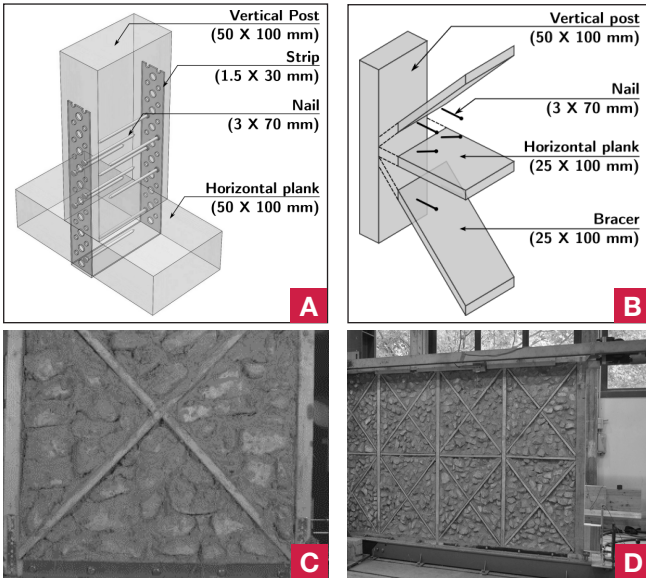 Vertical Post
(50 X 100 mm)
Strip
(1.5 X 30 mm)
Nail
(3 X 70 mm)
Horizontal plank
(50 X 100 mm)
A
Vertical post
(50 X 100 mm)
Nail
(3 X 70 mm)
Horizontal plank
(25 X 100 mm)
Bracer
(25 X 100 mm)
B
C
D